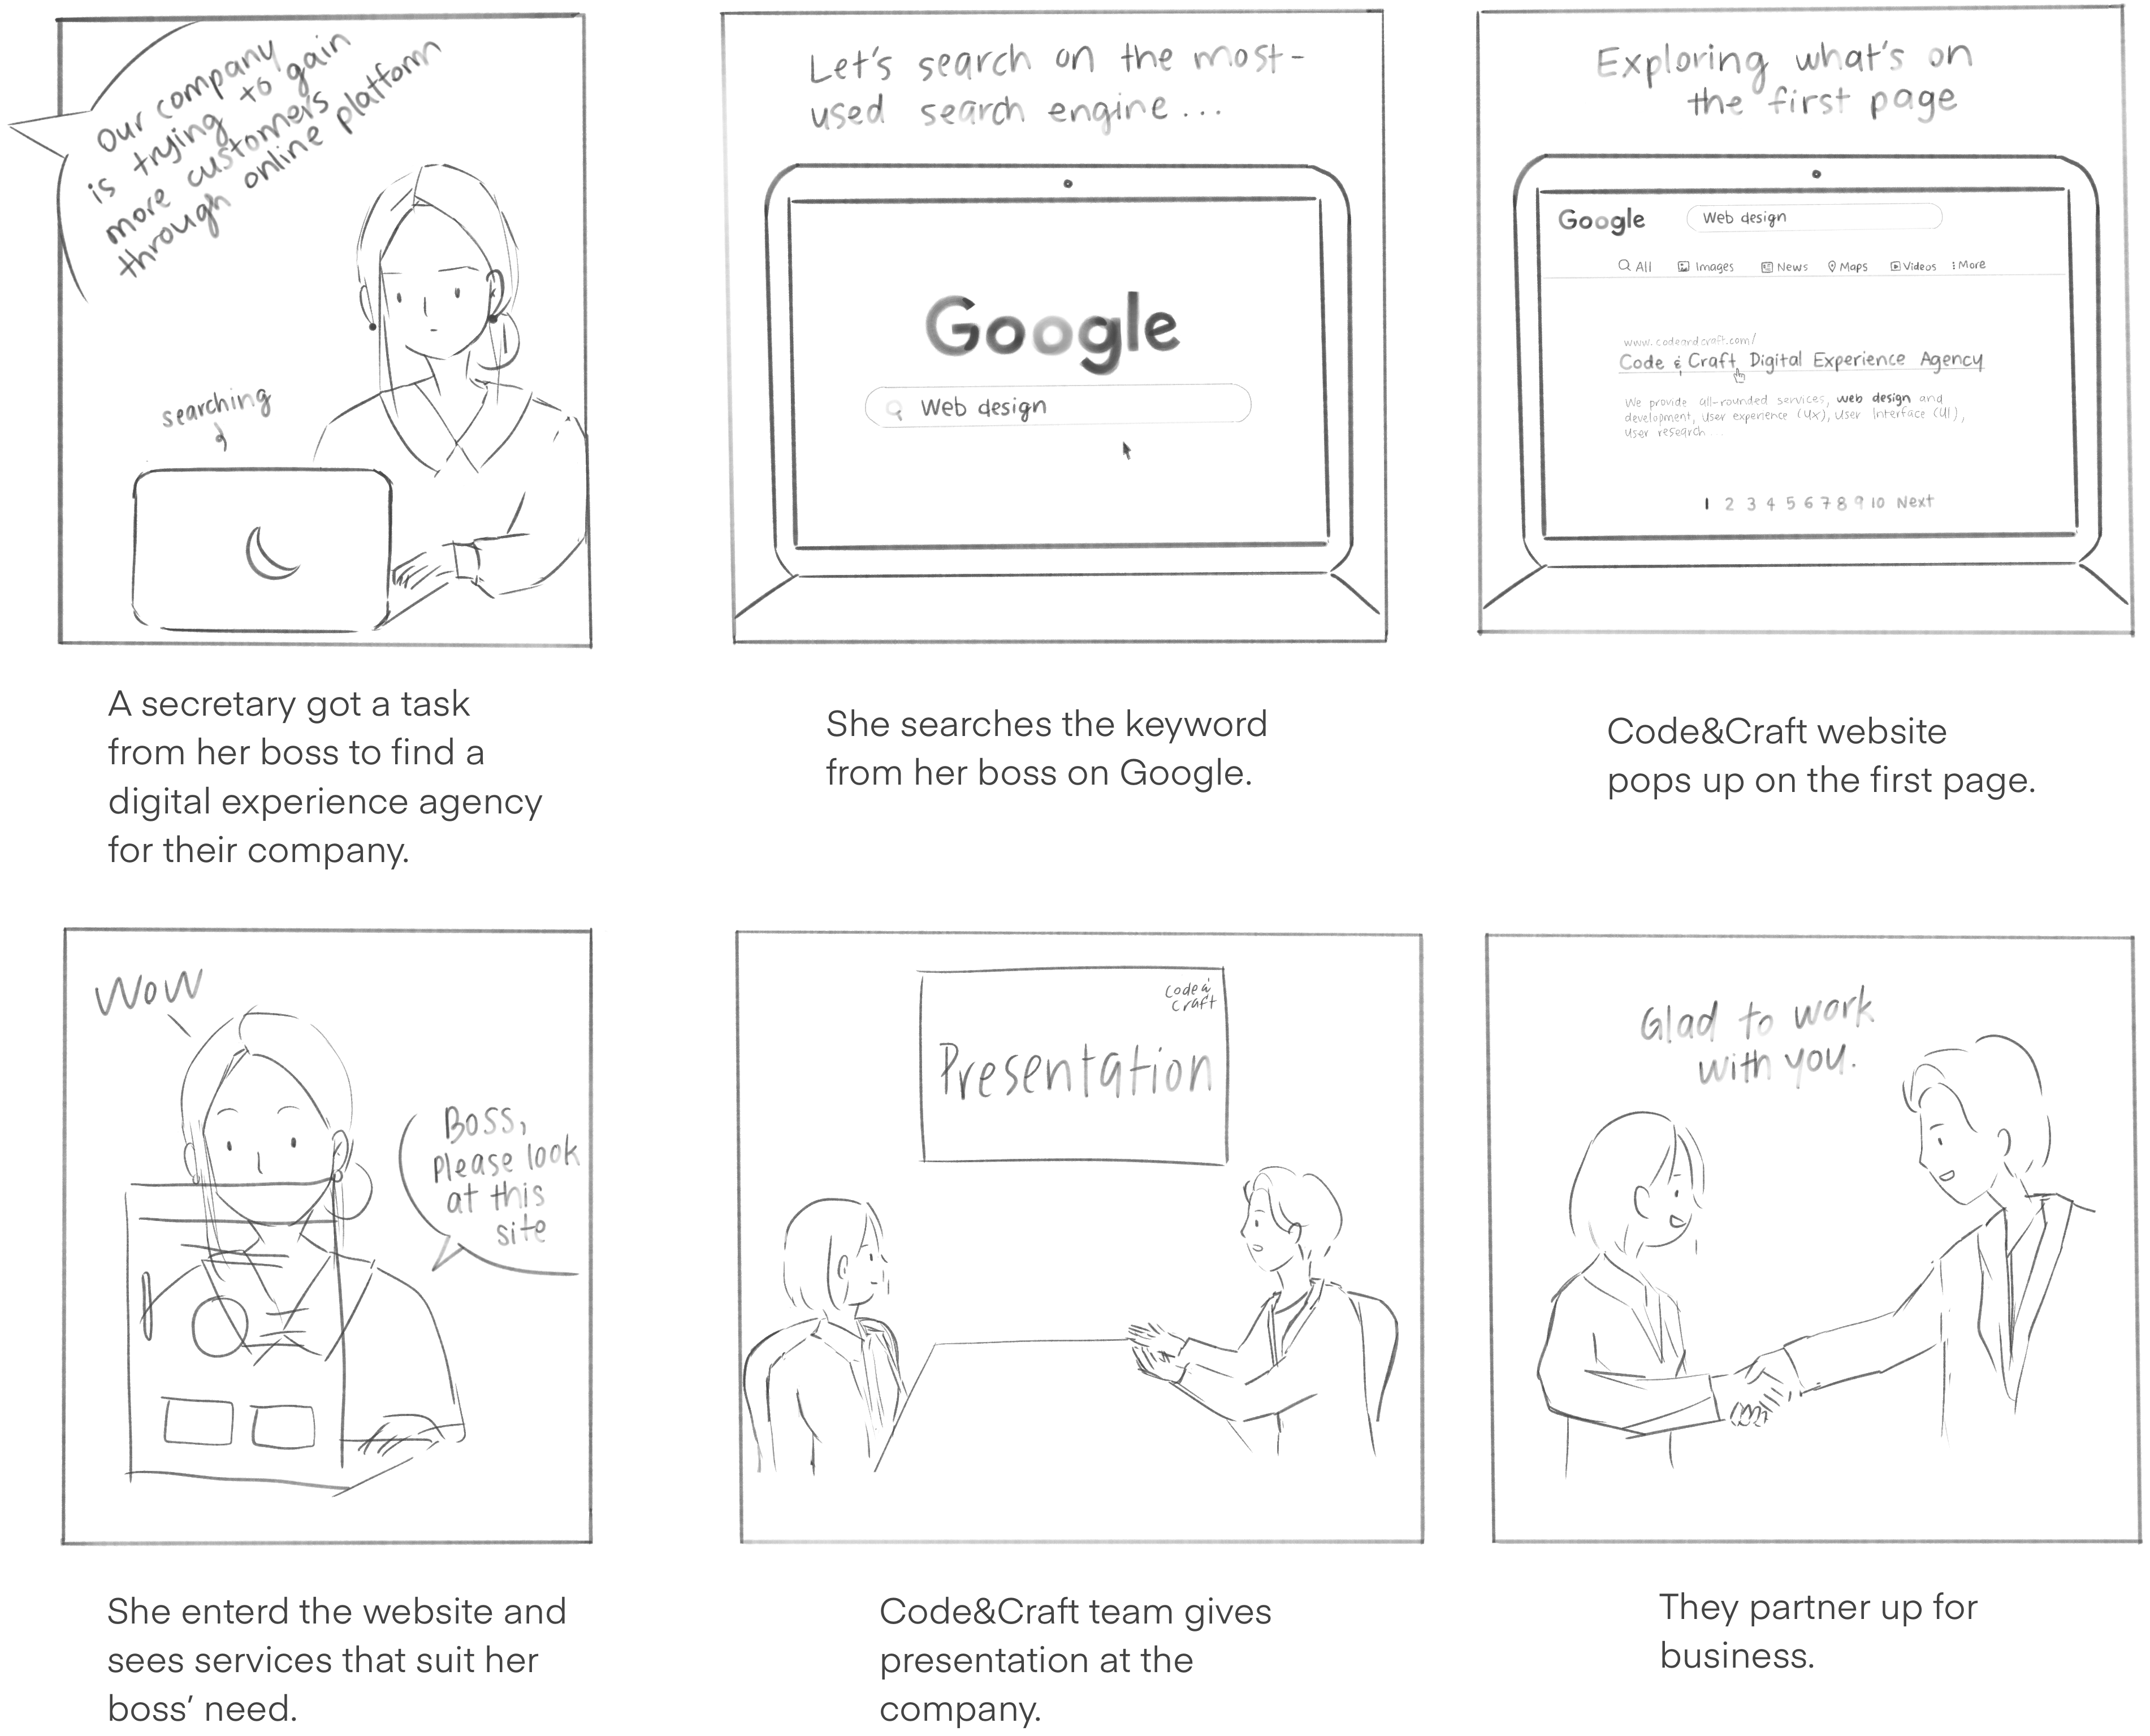 Our company
is trying to gain
more customers
through online platform
searching
A secretary got a task
from her boss to find a
digital experience agency
for their company.
Let's search on the most-
used search engine...
Google
Web design
She searches the keyword
from her boss on Google.
Exploring what's on
the first page
Google
Web design
All Images News Maps Videos More
www.codeandcraft.com/
Code & Craft Digital Experience Agency
We provide all-rounded services, web design and
development, User experience (UX), User Interface (UI),
User research
1 2 3 4 5 6 7 8 9 10 Next
Code&Craft website
pops up on the first page.
WOW
BOSS,
please look
at this
site
She enterd the website and
sees services that suit her
boss’ need.
Code &
Craft
Presentation
Code&Craft team gives
presentation at the
company.
Glad to work
with you.
They partner up for
business.